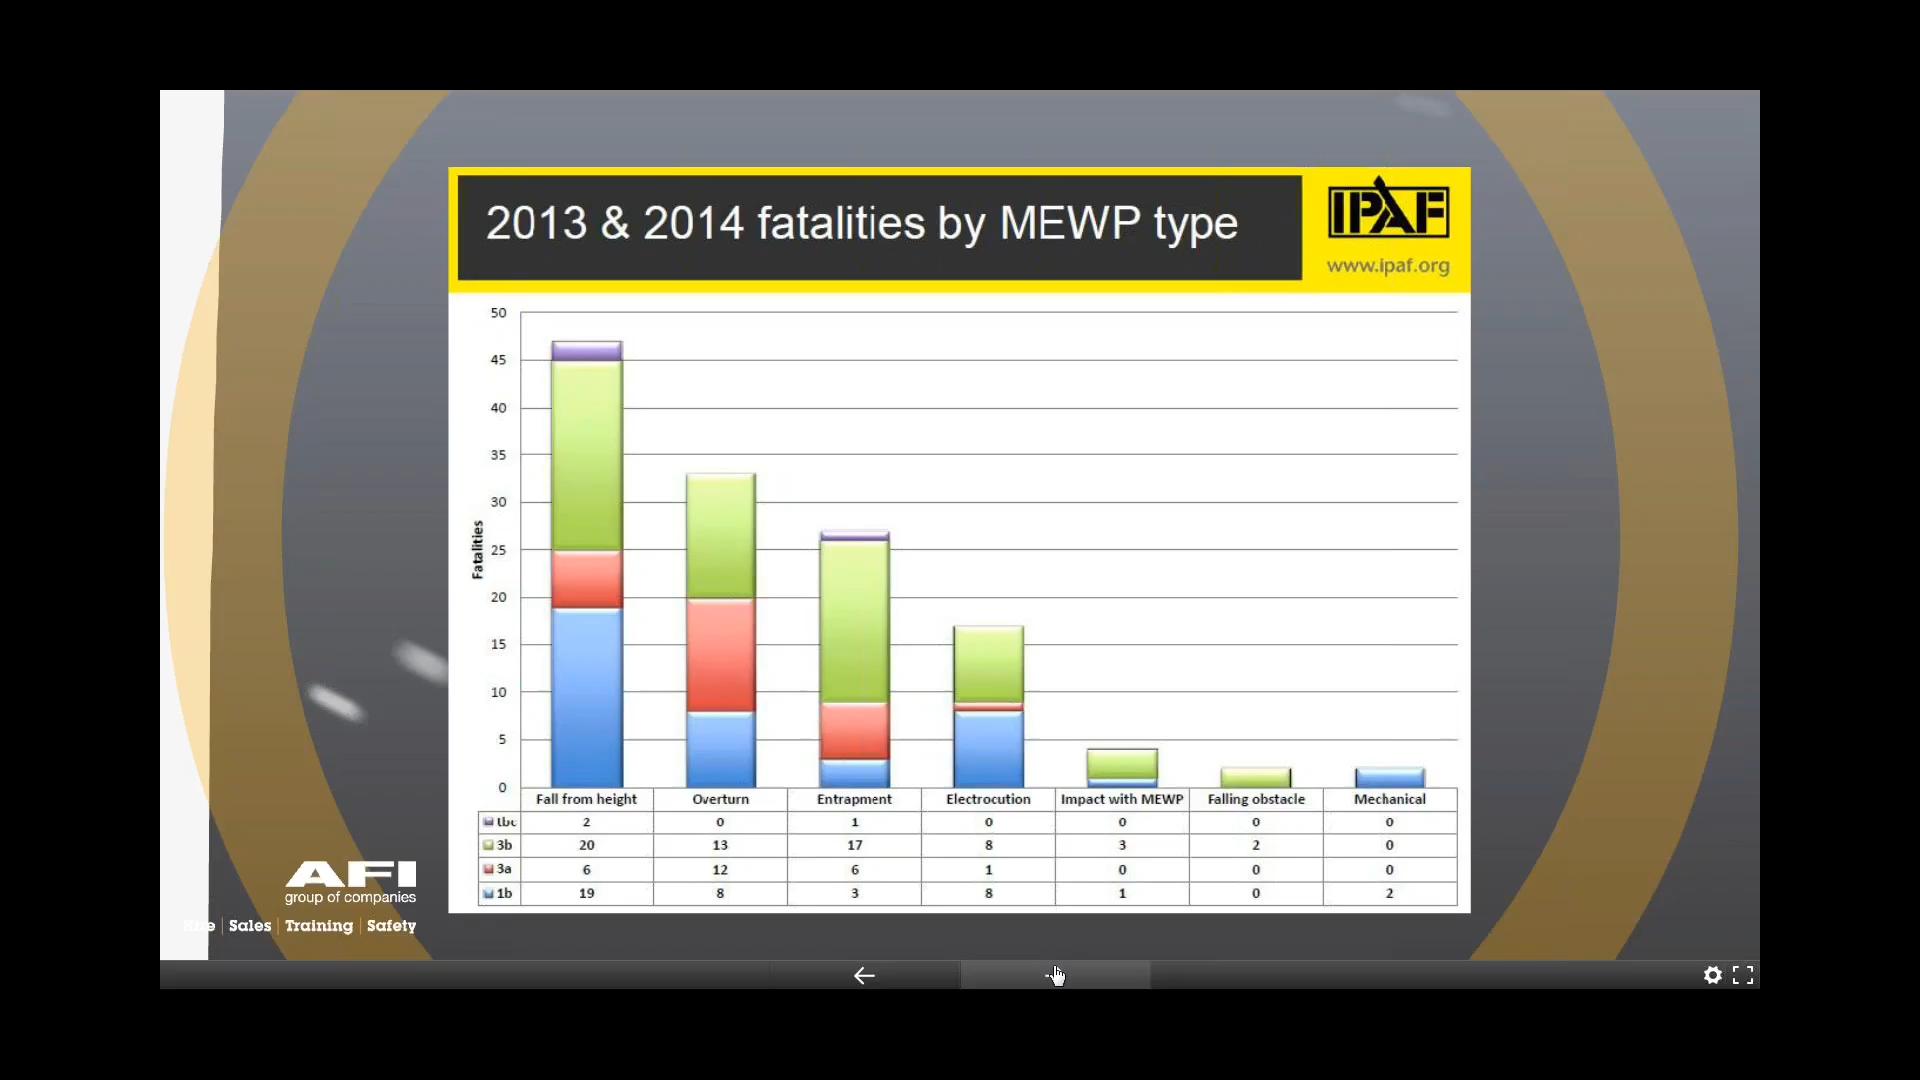 2013 & 2014 fatalities by MEWP type
IPAF
www.ipaf.org
50
45
40
35
30
25
20
15
10
5
0
Fatalities
Fall from height Overturn Entrapment Electrocution Impact with MEWP Falling obstacle Mechanical
tbc 2 0 1 0 0 0 0
3b 20 13 17 8 3 2 0
3a 6 12 6 1 0 0 0
1b 19 8 3 8 1 0 2
AFI
group of companies
Sales | Training | Safety